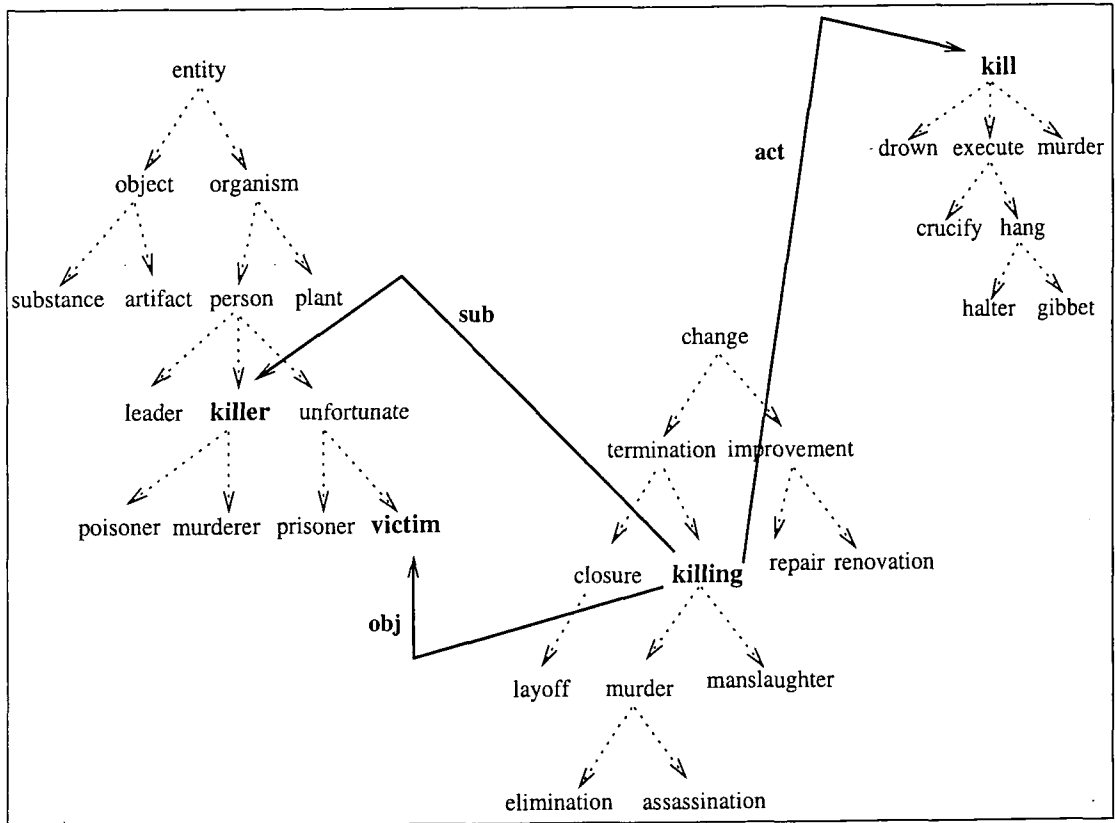 entity
kill
act
drown execute murder
object organism
crucify hang
substance artifact person plant
halter gibbet
sub
change
leader killer unfortunate
termination improvement
poisoner murderer prisoner victim
repair renovation
closure killing
obj
layoff murder manslaughter
elimination assassination